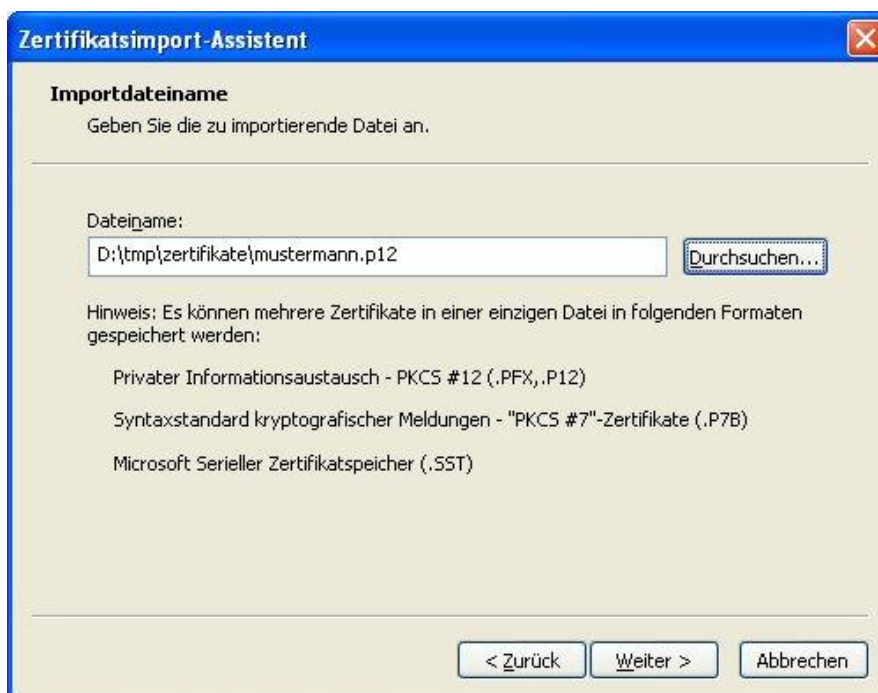 Zertifikatsimport-Assistent
Importdateiname
Geben Sie die zu importierende Datei an.
Dateiname:
D:\tmp\zertifikate\mustermann.p12
Durchsuchen...
Hinweis: Es können mehrere Zertifikate in einer einzigen Datei in folgenden Formaten
gespeichert werden:
Privater Informationsaustausch - PKCS #12 (.PFX,.P12)
Syntaxstandard kryptografischer Meldungen - "PKCS #7"-Zertifikate (.P7B)
Microsoft Serieller Zertifikatspeicher (.SST)
< Zurück
Weiter >
Abbrechen